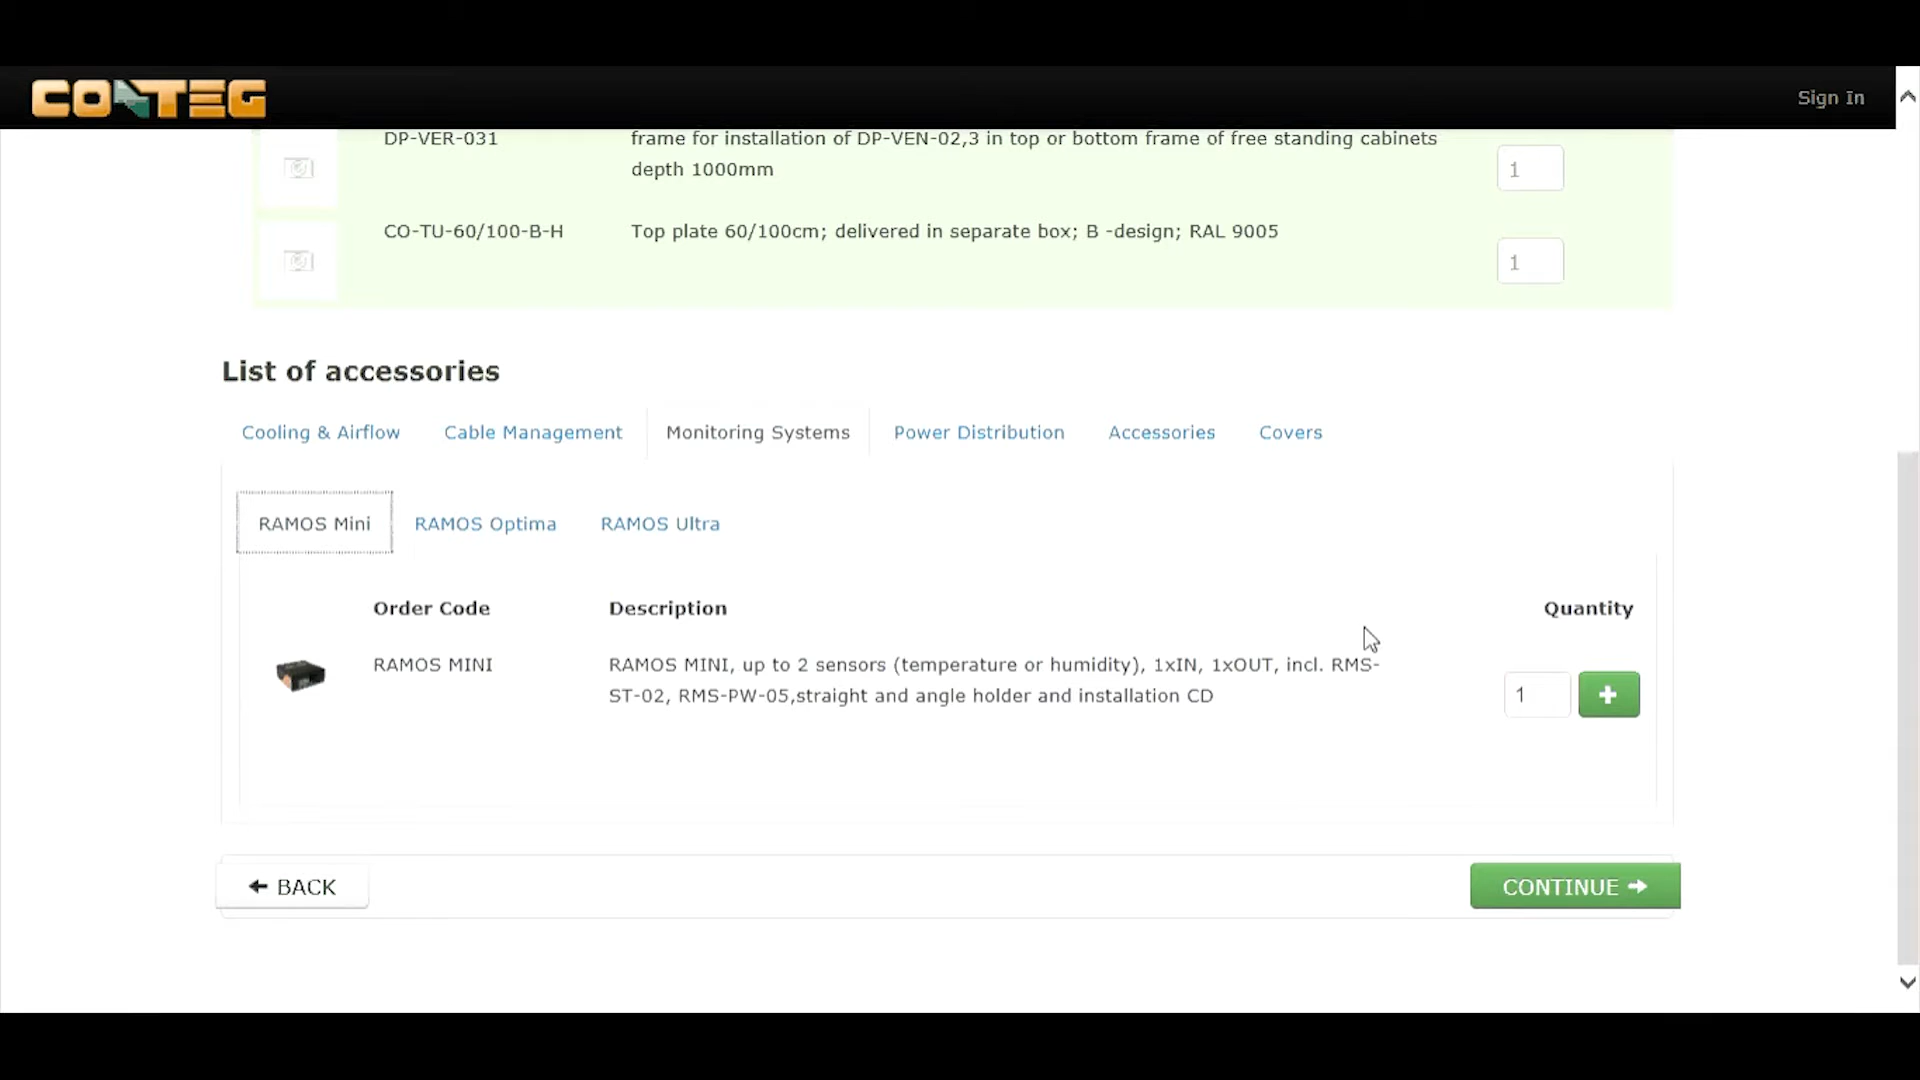 CONTEG
Sign In
DP-VER-031
frame for installation of DP-VEN-02,3 in top or bottom frame of free standing cabinets
depth 1000mm
1
CO-TU-60/100-B-H
Top plate 60/100cm; delivered in separate box; B -design; RAL 9005
1
List of accessories
Cooling & Airflow
Cable Management
Monitoring Systems
Power Distribution
Accessories
Covers
RAMOS Mini
RAMOS Optima
RAMOS Ultra
Order Code
Description
Quantity
RAMOS MINI
RAMOS MINI, up to 2 sensors (temperature or humidity), 1xIN, 1xOUT, incl. RMS-
ST-02, RMS-PW-05,straight and angle holder and installation CD
1
BACK
CONTINUE